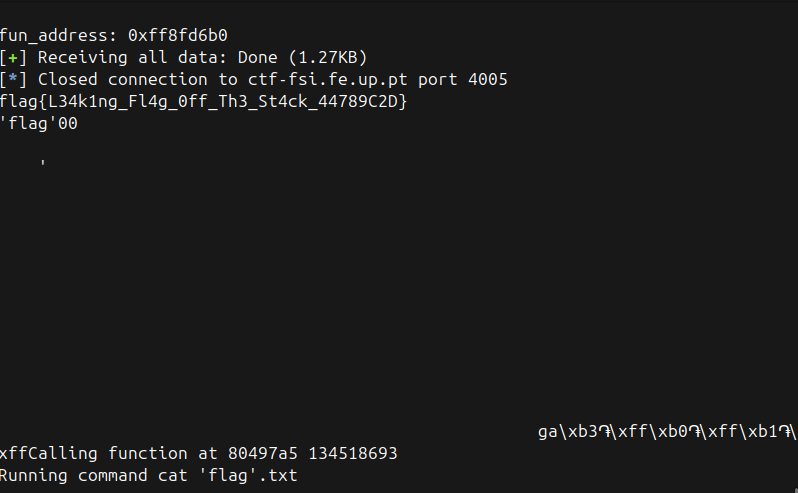 fun_address: 0xff8fd6b0
[+] Receiving all data: Done (1.27KB)
[*] Closed connection to ctf-fsi.fe.up.pt port 4005
flag{L34k1ng_Fl4g_0ff_Th3_St4ck_44789C2D}
'flag'00
'
ga\xb3֏\xff\xb0֏\xff\xb1֏\
xffCalling function at 80497a5 134518693
Running command cat 'flag'.txt